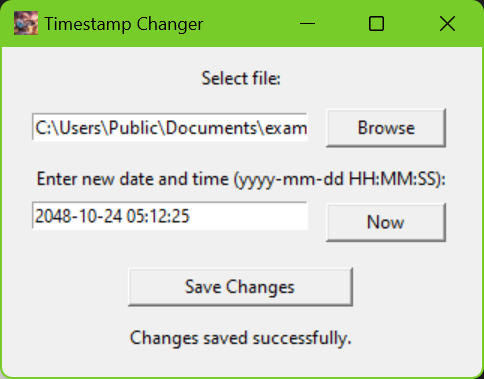 Timestamp Changer
Select file:
C:\Users\Public\Documents\exam
Browse
Enter new date and time (yyyy-mm-dd HH:MM:SS):
2048-10-24 05:12:25
Now
Save Changes
Changes saved successfully.